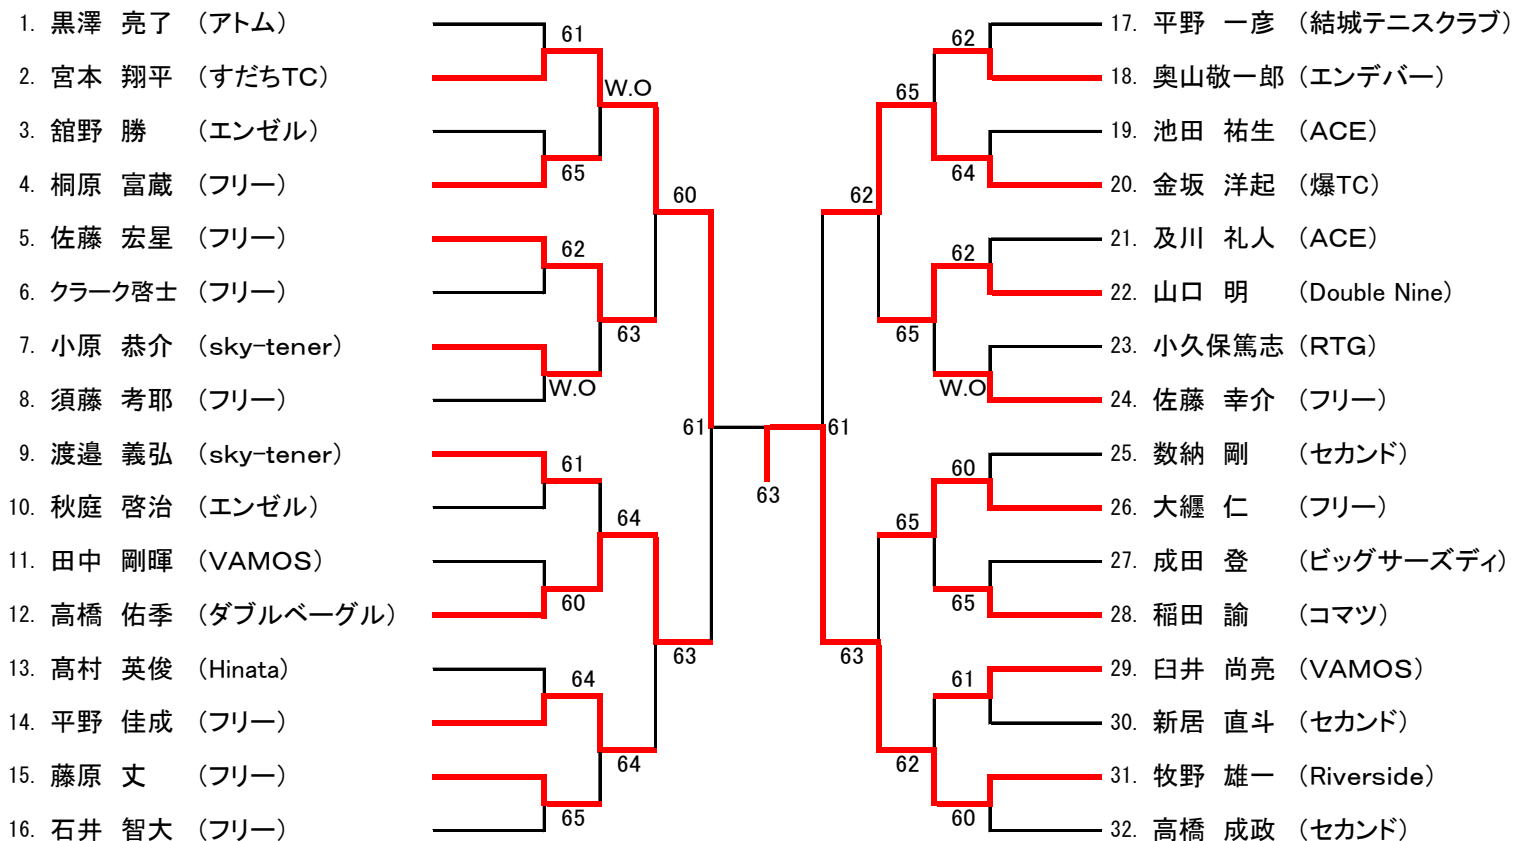 1. 黒澤 亮了 (アトム)
2. 宮本 翔平 (すだちTC)
3. 舘野 勝 (エンゼル)
4. 桐原 富蔵 (フリー)
5. 佐藤 宏星 (フリー)
6. クラーク啓士 (フリー)
7. 小原 恭介 (sky-tener)
8. 須藤 考耶 (フリー)
9. 渡邉 義弘 (sky-tener)
10. 秋庭 啓治 (エンゼル)
11. 田中 剛暉 (VAMOS)
12. 高橋 佑季 (ダブルベーグル)
13. 髙村 英俊 (Hinata)
14. 平野 佳成 (フリー)
15. 藤原 丈 (フリー)
16. 石井 智大 (フリー)
61
65
62
W.O
61
60
64
65
W.O
63
64
64
60
63
61
63
61
62
63
65
65
65
62
62
64
62
W.O
60
65
61
60
17. 平野 一彦 (結城テニスクラブ)
18. 奥山敬一郎 (エンデバー)
19. 池田 祐生 (ACE)
20. 金坂 洋起 (爆TC)
21. 及川 礼人 (ACE)
22. 山口 明 (Double Nine)
23. 小久保篤志 (RTG)
24. 佐藤 幸介 (フリー)
25. 数納 剛 (セカンド)
26. 大纒 仁 (フリー)
27. 成田 登 (ビッグサーズディ)
28. 稲田 諭 (コマツ)
29. 臼井 尚亮 (VAMOS)
30. 新居 直斗 (セカンド)
31. 牧野 雄一 (Riverside)
32. 高橋 成政 (セカンド)